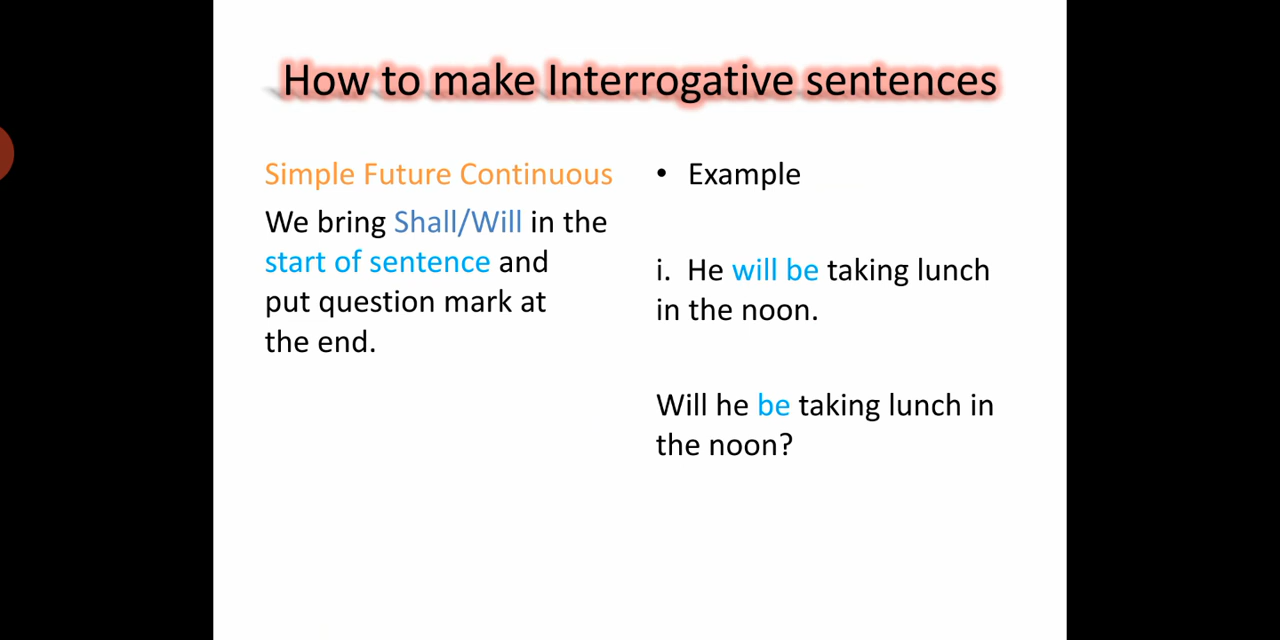 How to make Interrogative sentences
Simple Future Continuous
We bring Shall/Will in the
start of sentence and
put question mark at
the end.
• Example
i. He will be taking lunch
in the noon.
Will he be taking lunch in
the noon?